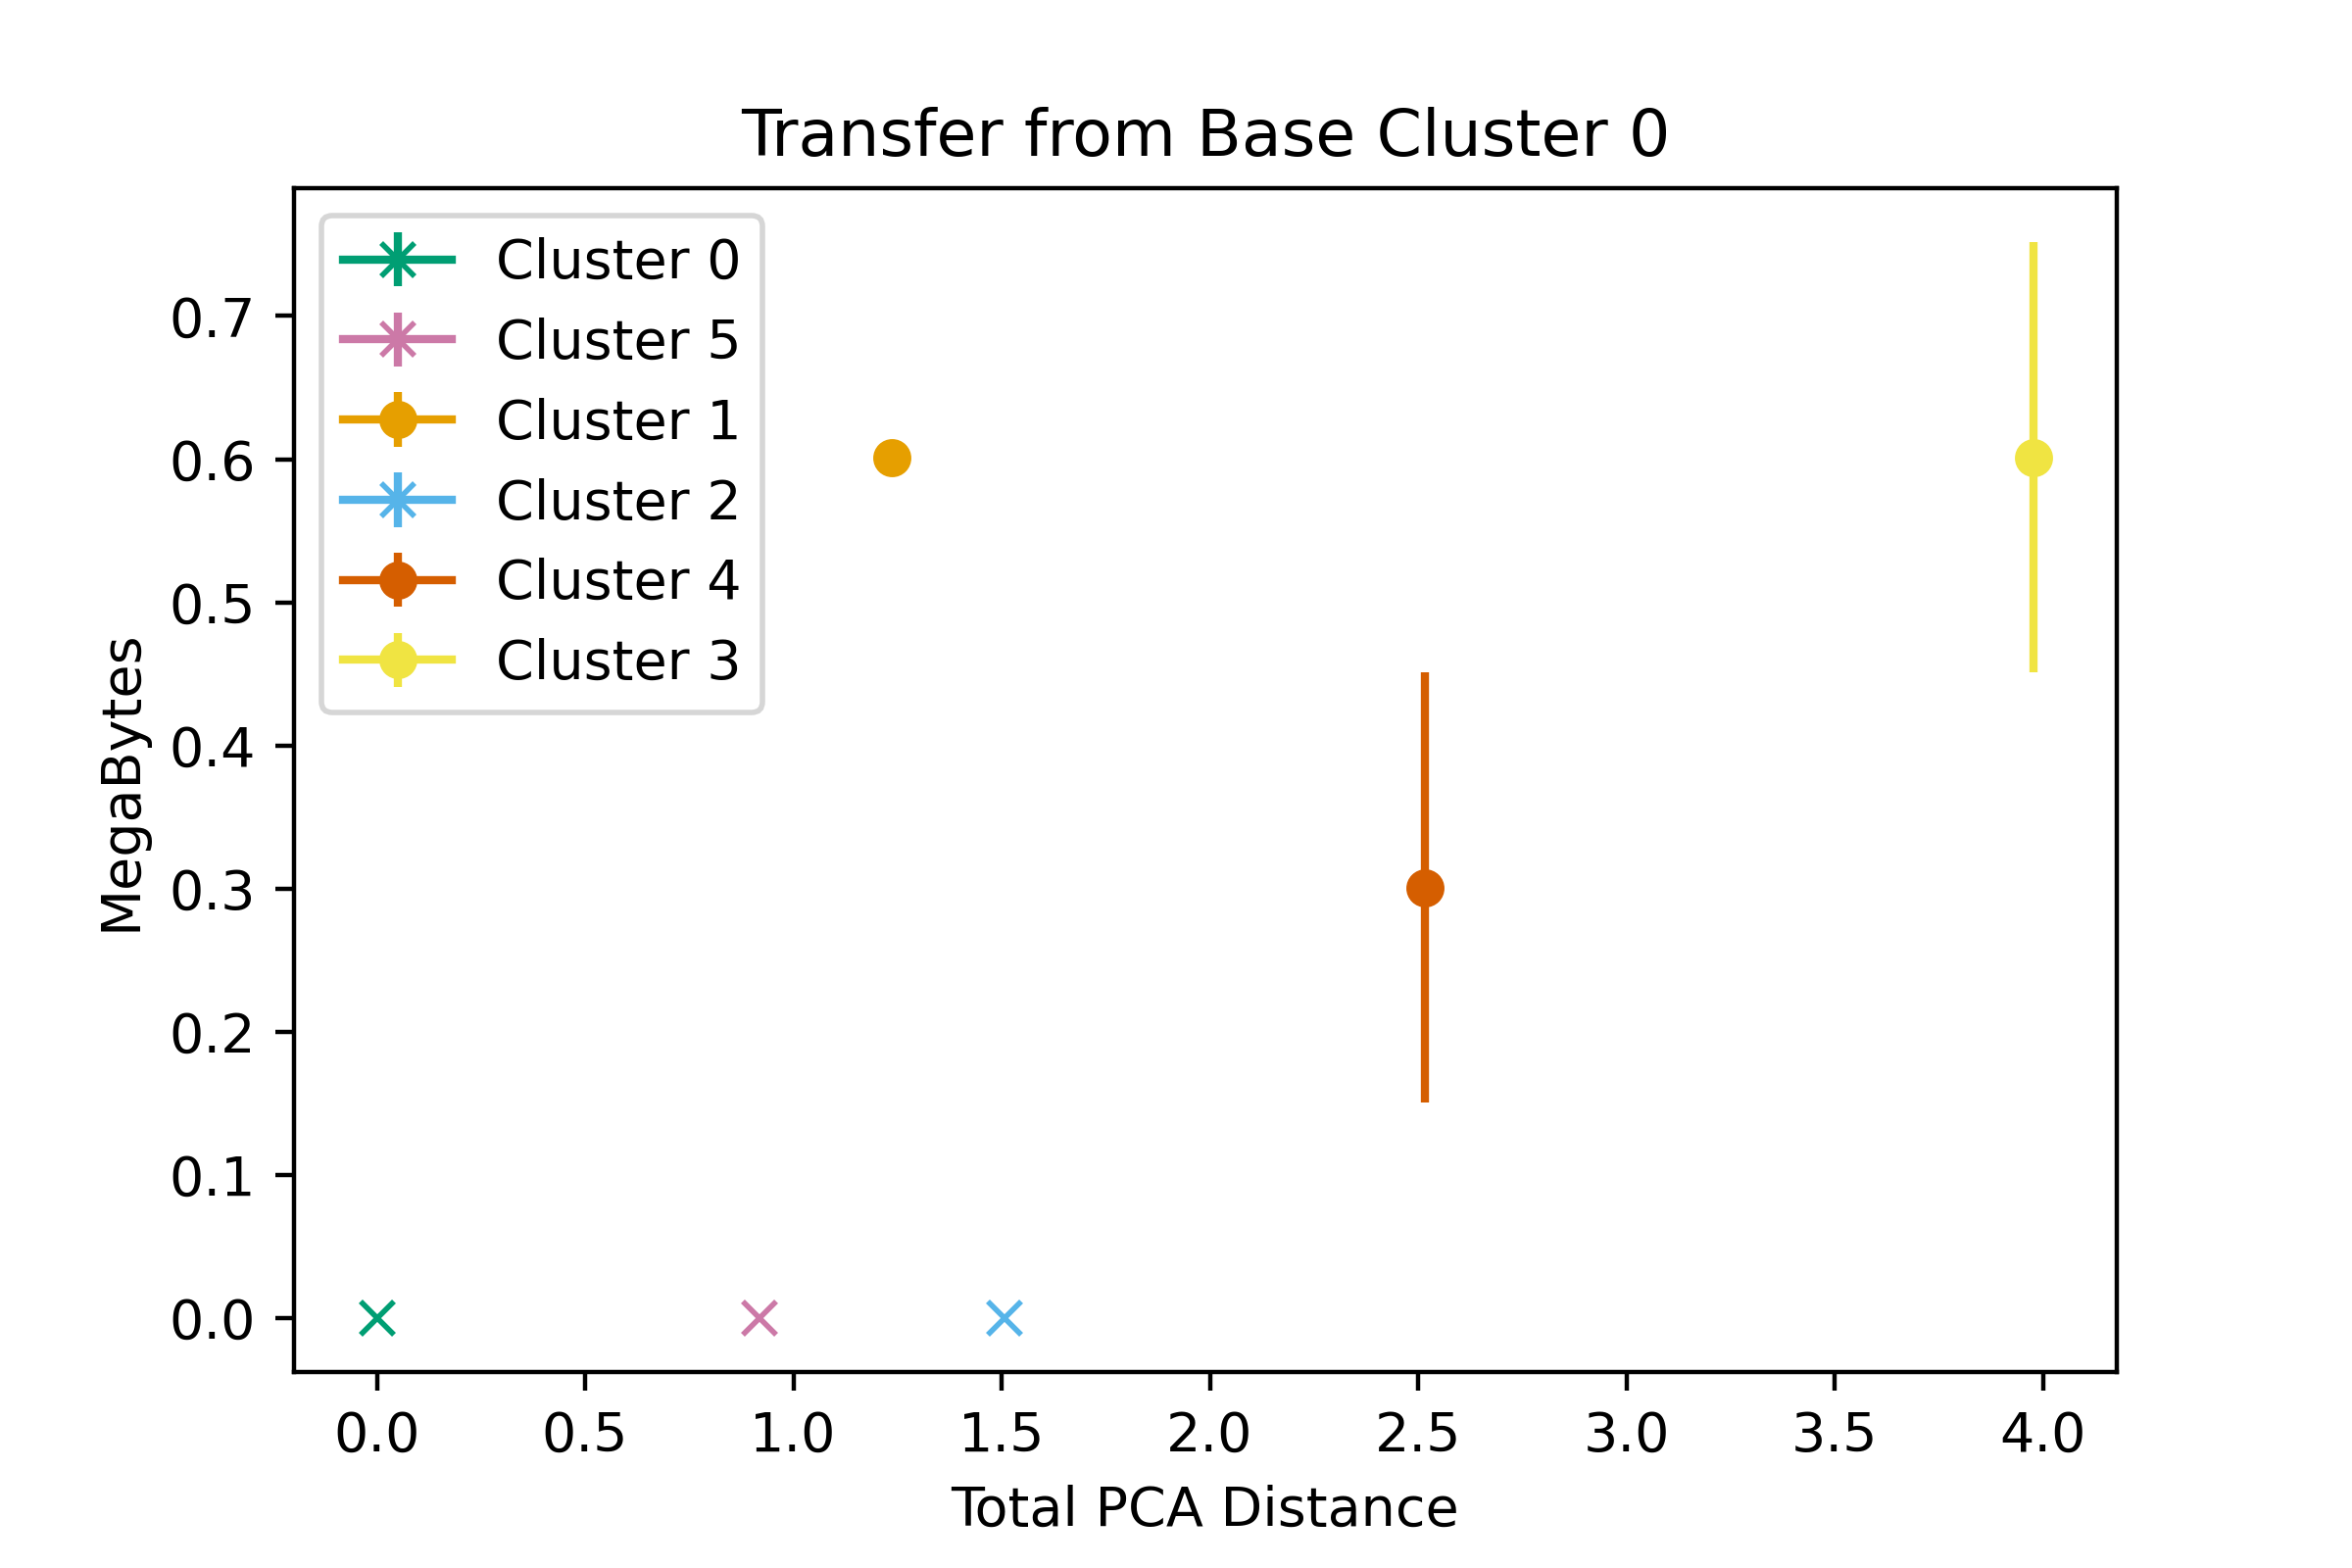 Transfer from Base Cluster 0
Cluster 0
Cluster 5
Cluster 1
Cluster 2
Cluster 4
Cluster 3
MegaBytes
0.7
0.6
0.5
0.4
0.3
0.2
0.1
0.0
0.0 0.5 1.0 1.5 2.0 2.5 3.0 3.5 4.0
Total PCA Distance